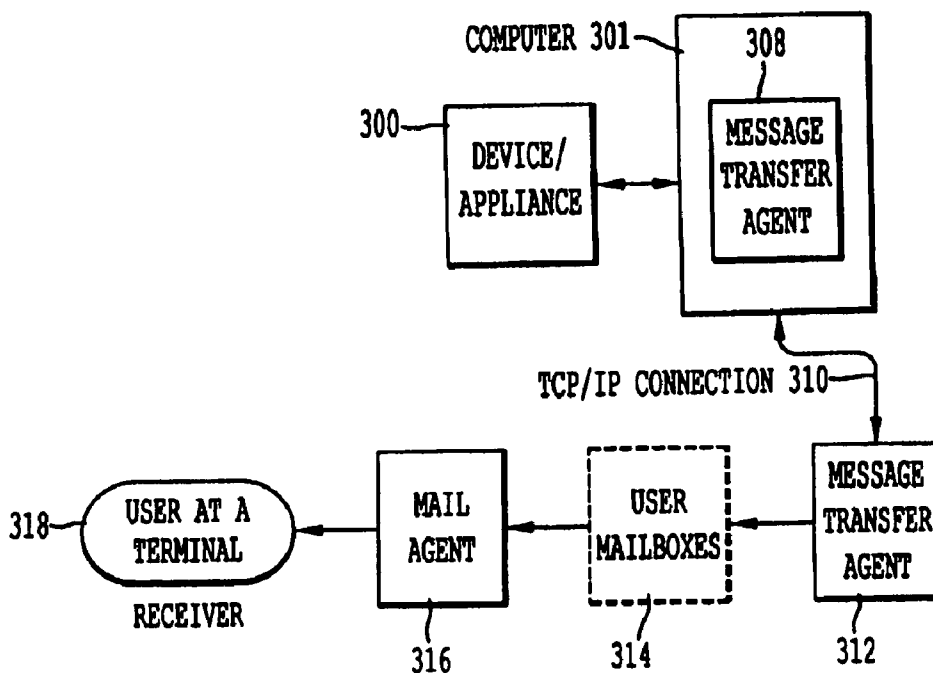 COMPUTER 301
308
MESSAGE
TRANSFER
AGENT
300
DEVICE/
APPLIANCE
TCP/IP CONNECTION 310
MESSAGE
TRANSFER
AGENT
312
USER
MAILBOXES
314
MAIL
AGENT
316
318
USER AT A
TERMINAL
RECEIVER